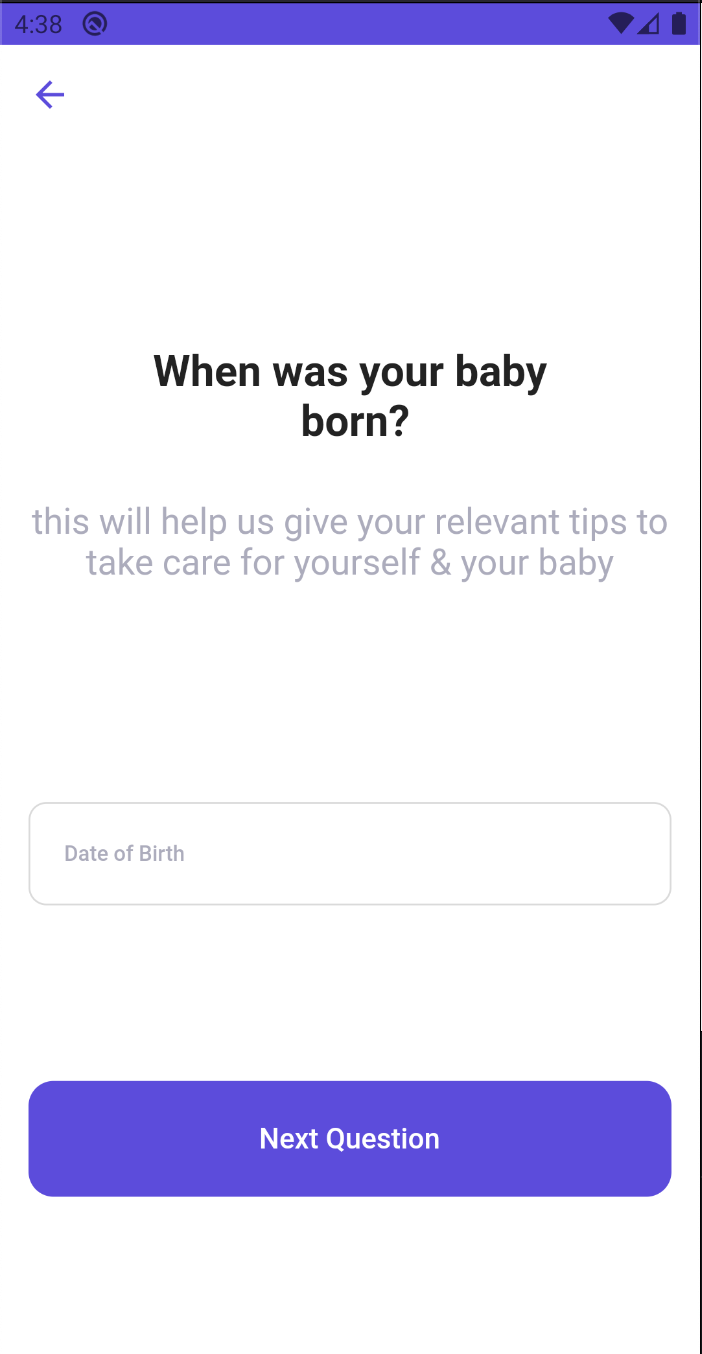 4:38
When was your baby
born?
this will help us give your relevant tips to
take care for yourself & your baby
Date of Birth
Next Question